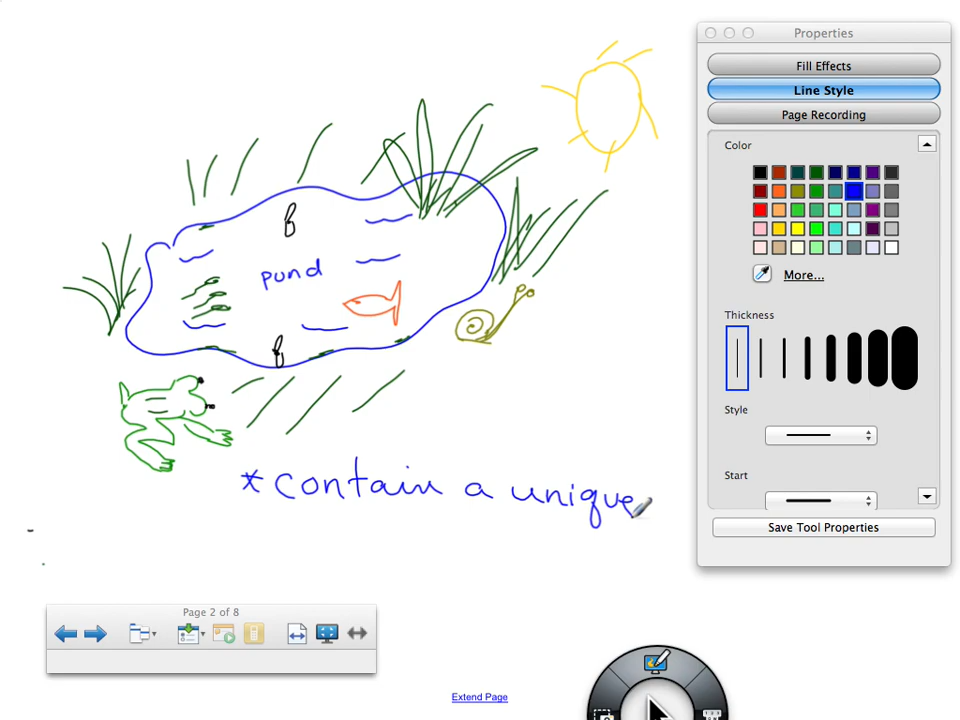 Properties
Fill Effects
Line Style
Page Recording
Color
pund
More...
Thickness
Style
*contain a unique
Start
Save Tool Properties
Page 2 of 8
Extend Page